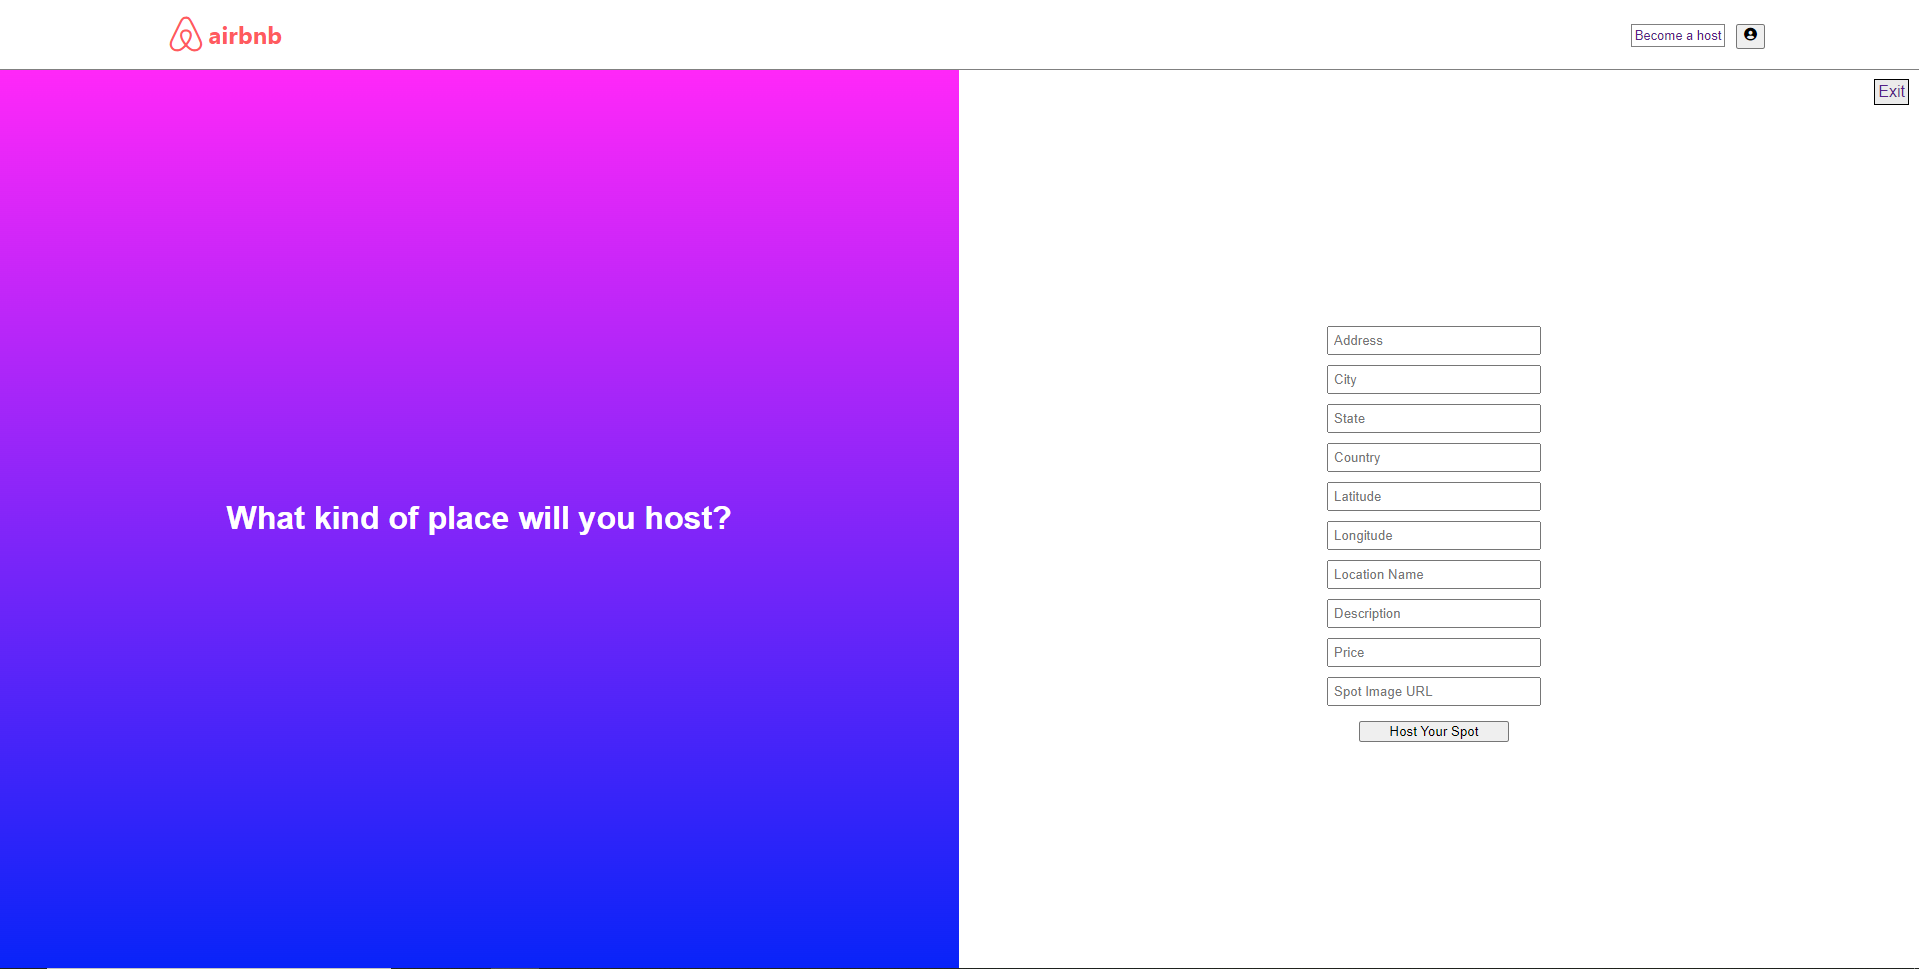 airbnb
Become a host
Exit
What kind of place will you host?
Address
City
State
Country
Latitude
Longitude
Location Name
Description
Price
Spot Image URL
Host Your Spot